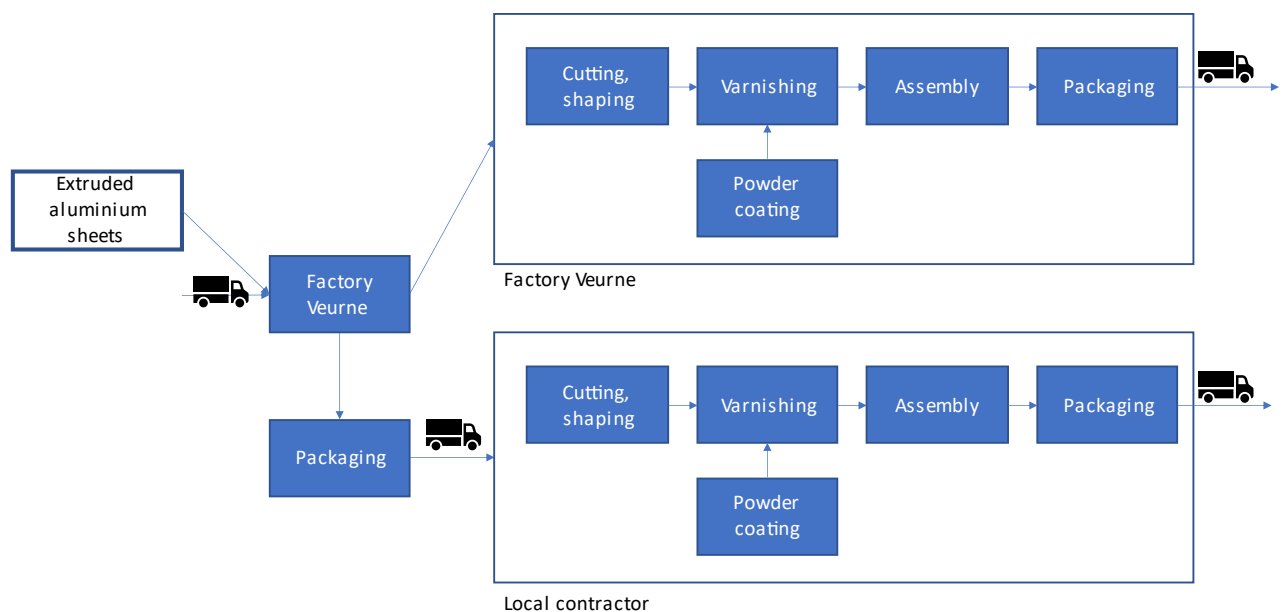 Cutting,
shaping
Varnishing
Assembly
Packaging
Powder
coating
Factory Veurne
Extruded
aluminium
sheets
Factory
Veurne
Packaging
Cutting,
shaping
Varnishing
Assembly
Packaging
Powder
coating
Local contractor